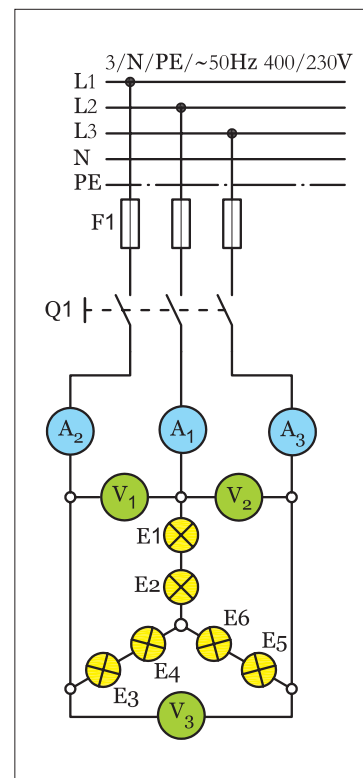 3/N/PE/~50Hz 400/230V
L1
L2
L3
N
PE
F1
Q1
A2 A1 A3
V1 V2
E1
E2
E6
E5
E4
E3
V3